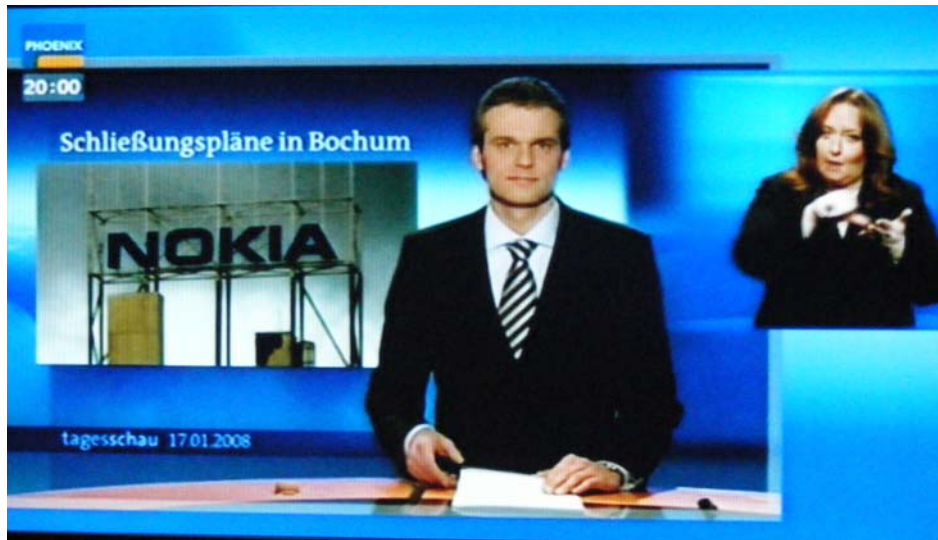 PHOENIX
20:00
Schließungspläne in Bochum
NOKIA
tagesschau 17.01.2008